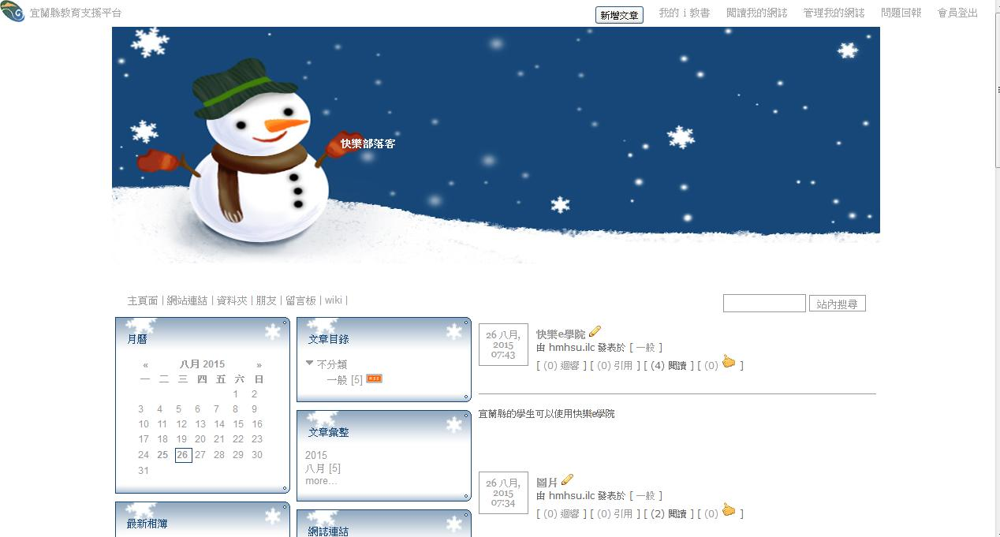 宜蘭縣教育支援平台
新增文章 我的 i 教書 閱讀我的網誌 管理我的網誌 問題回報 會員登出
快樂部落客
主頁面 | 網站連結 | 資料夾 | 朋友 | 留言板 | wiki |
站內搜尋
月曆
« 八月 2015 »
一 二 三 四 五 六 日
1 2
3 4 5 6 7 8 9
10 11 12 13 14 15 16
17 18 19 20 21 22 23
24 25 26 27 28 29 30
31
最新相簿
文章目錄
不分類
一般 [5] RSS
文章彙整
2015
八月 [5]
more...
網誌連結
26 八月, 2015 07:43
快樂e學院
由 hmhsu.ilc 發表於 [ 一般 ]
[ (0) 迴響 ] [ (0) 引用 ] [ (4) 閱讀 ] [ (0) ]
宜蘭縣的學生可以使用快樂e學院
26 八月, 2015 07:34
圖片
由 hmhsu.ilc 發表於 [ 一般 ]
[ (0) 迴響 ] [ (0) 引用 ] [ (2) 閱讀 ] [ (0) ]